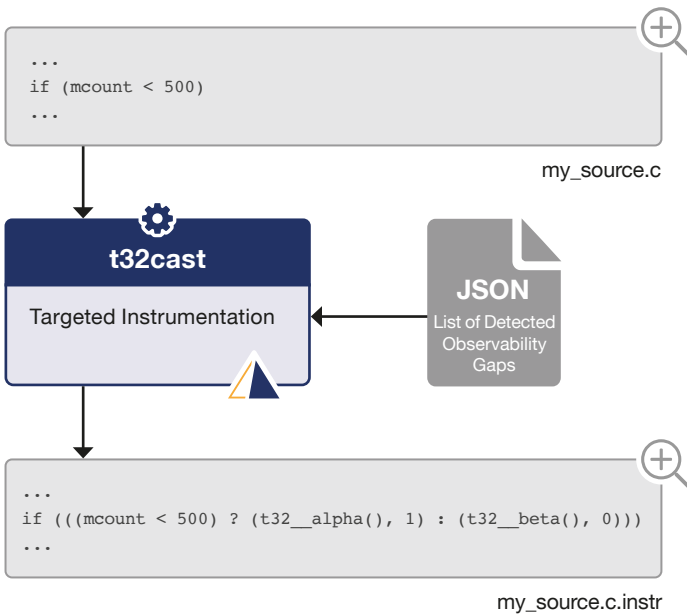 ...
if (mcount < 500)
...
my_source.c
t32cast
Targeted Instrumentation
JSON
List of Detected
Observability
Gaps
...
if (((mcount < 500) ? (t32__alpha(), 1) : (t32__beta(), 0)))
...
my_source.c.instr